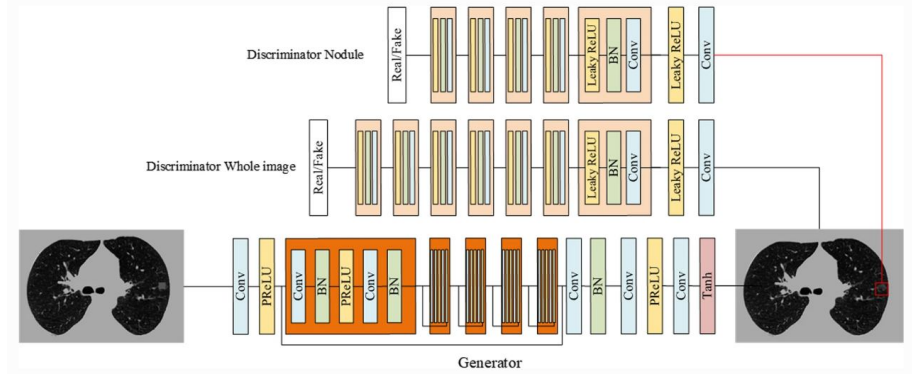 Discriminator Nodule
Real/Fake
Leaky ReLU
BN
Conv
Leaky ReLU
Conv
Discriminator Whole image
Real/Fake
Leaky ReLU
BN
Conv
Leaky ReLU
Conv
Conv
PReLU
Conv
BN
PReLU
Conv
BN
Conv
BN
Conv
PReLU
Conv
Tanh
Generator